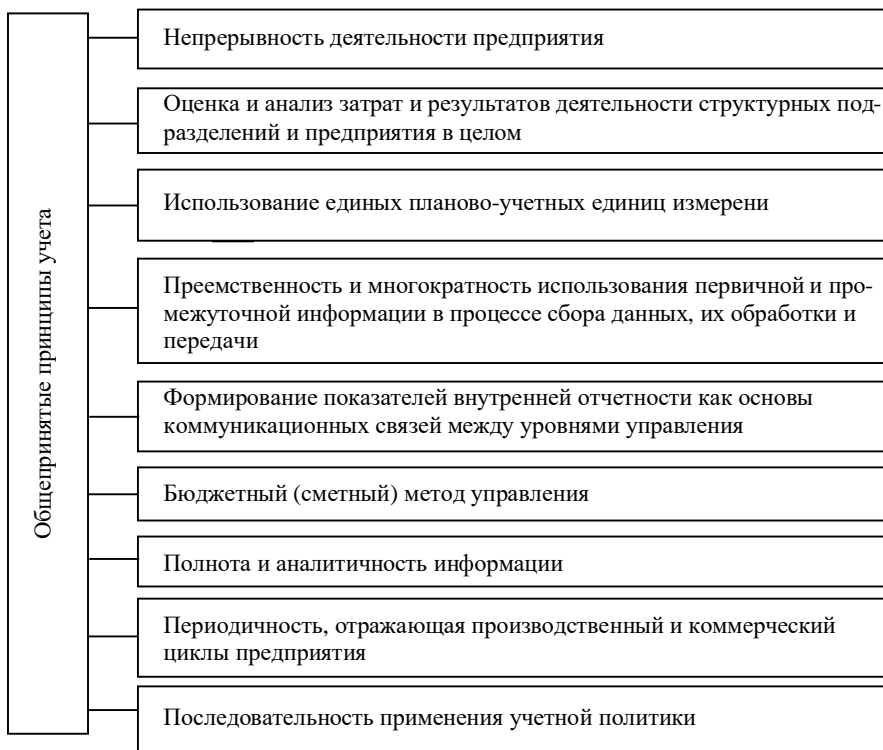 Общепринятые принципы учета
Непрерывность деятельности предприятия
Оценка и анализ затрат и результатов деятельности структурных под-
разделений и предприятия в целом
Использование единых планово-учетных единиц измерени
Преемственность и многократность использования первичной и про-
межуточной информации в процессе сбора данных, их обработки и
передачи
Формирование показателей внутренней отчетности как основы
коммуникационных связей между уровнями управления
Бюджетный (сметный) метод управления
Полнота и аналитичность информации
Периодичность, отражающая производственный и коммерческий
циклы предприятия
Последовательность применения учетной политики